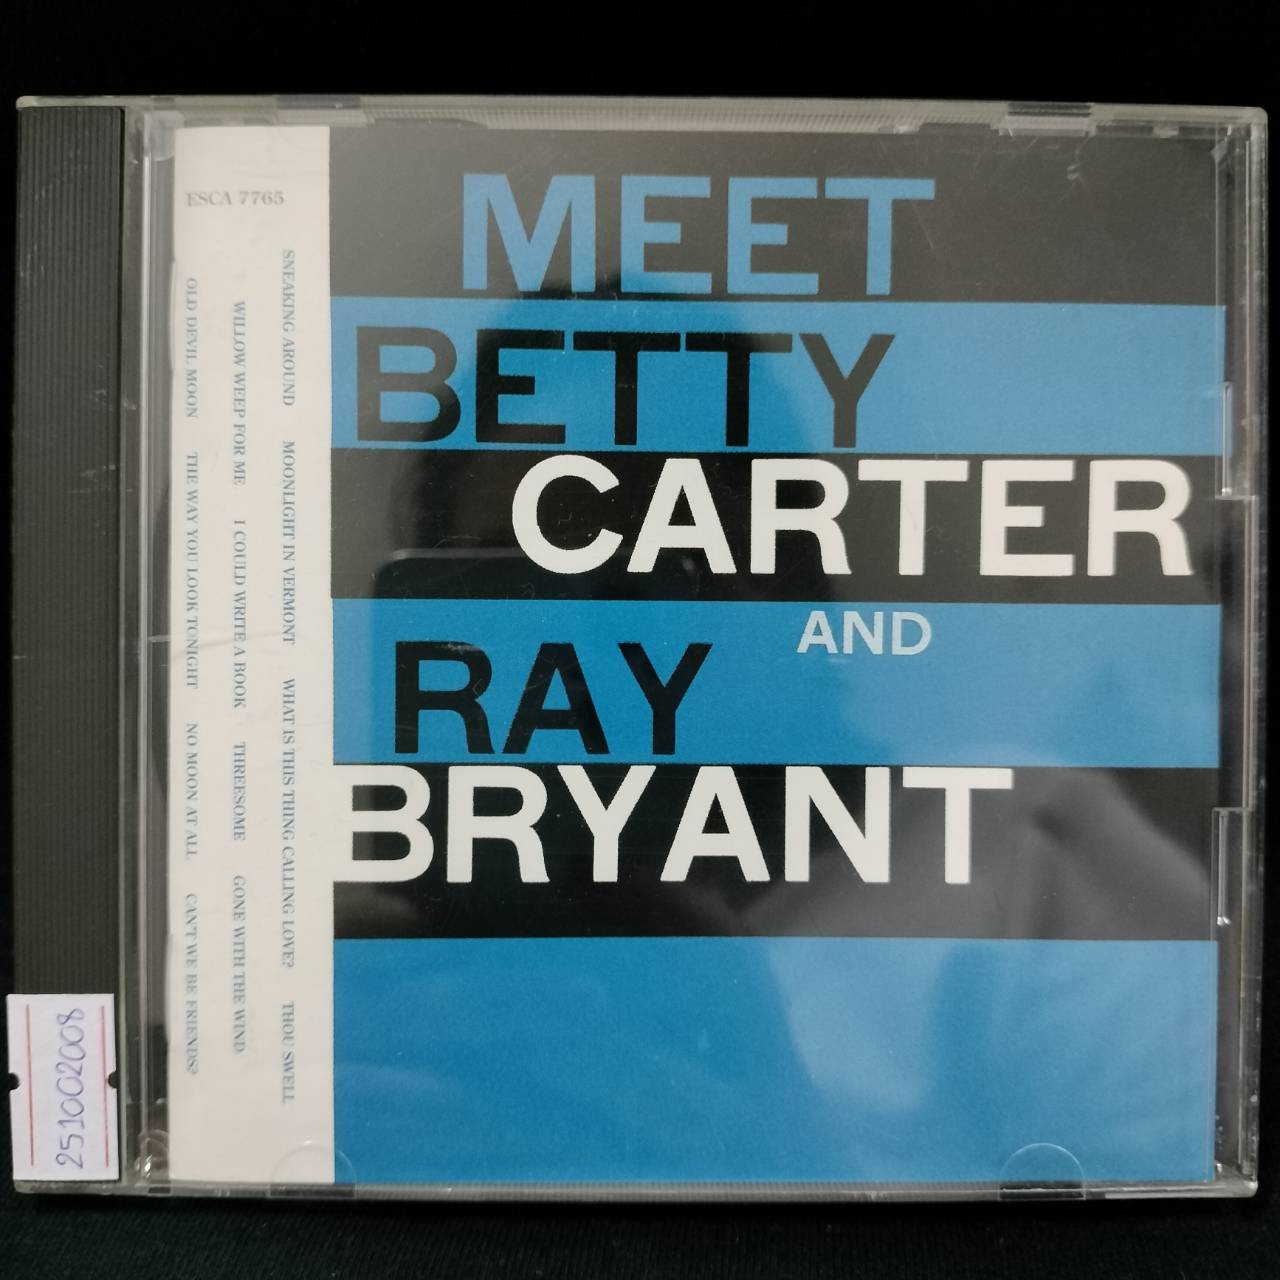 ESCA 7765
SNEAKING AROUND MOONLIGHT IN VERMONT WHAT IS THIS THING CALLING LOVE? THOU SWELL
WILLOW WEEP FOR ME I COULD WRITE A BOOK THREESOME GONE WITH THE WIND
OLD DEVIL MOON THE WAY YOU LOOK TONIGHT NO MOON AT ALL CAN'T WE BE FRIENDS?
MEET
BETTY
CARTER
AND
RAY
BRYANT
251002008